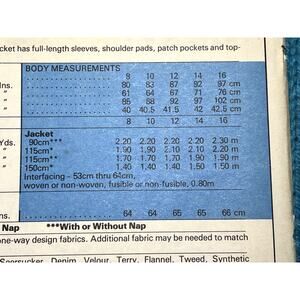 cket has full-length sleeves, shoulder pads, patch pockets and top-
BODY MEASUREMENTS
8 10 12 14 16
Ins. 80 83 87 92 97 cm
" 61 64 67 71 76 cm
" 85 88 92 97 102 cm
" 40 40.5 41.5 42 42.5 cm
8 10 12 14 16
Jacket
Yds. 90cm*** 2.20 2.20 2.20 2.20 2.30 m
" 115cm* 1.90 1.90 2.10 2.10 2.20 m
" 115cm** 1.70 1.70 1.70 1.90 1.90 m
" 150cm* 1.40 1.40 1.50 1.50 1.50 m
Interfacing – 53cm thru 64cm,
woven or non-woven, fusible or non-fusible, 0.80m
ns. 64 64 65 65 66 cm
Nap ***With or Without Nap
one-way design fabrics. Additional fabric may be needed to match
Seersucker, Denim, Velour, Terry, Flannel, Tweed, Synthetic